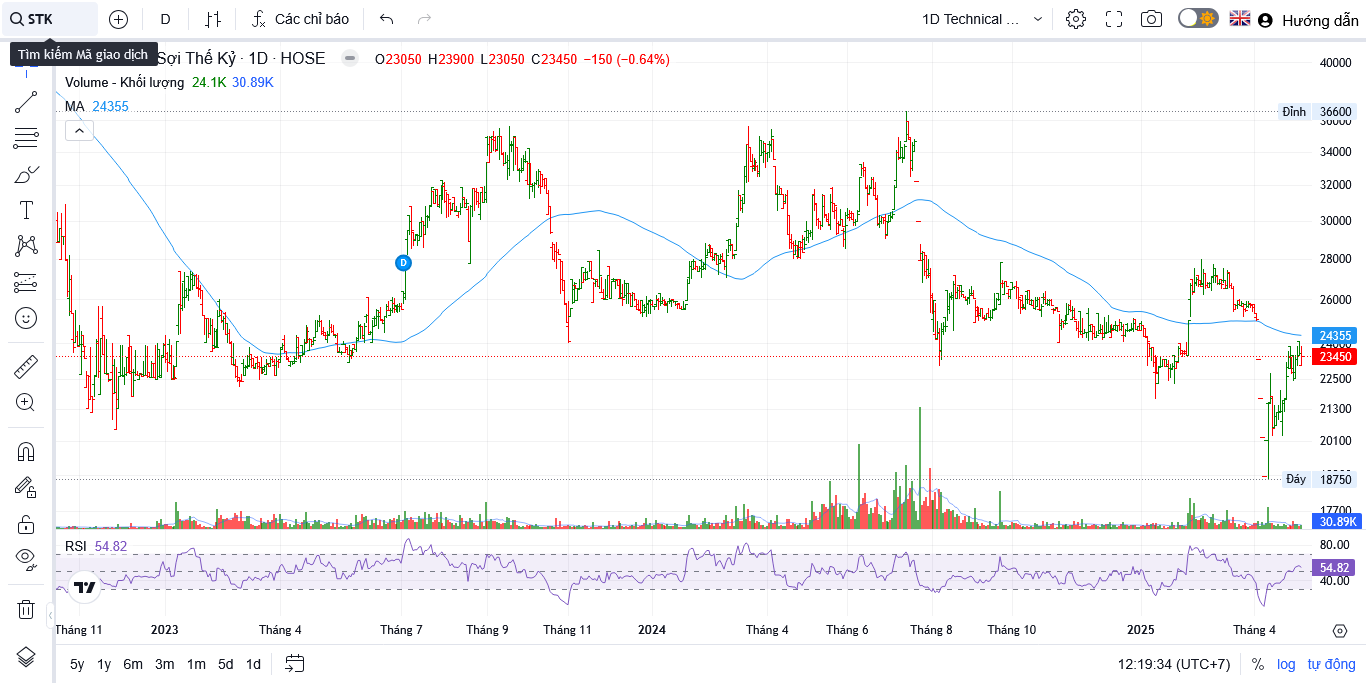 STK
D
Các chỉ báo
1D Technical ...
Hướng dẫn
Tìm kiếm Mã giao dịch
Sợi Thế Kỷ · 1D · HOSE
O23050 H23900 L23050 C23450 −150 (−0.64%)
Volume - Khối lượng 24.1K 30.89K
MA 24355
40000
Đỉnh 36600
36000
34000
32000
30000
28000
26000
24355
24000
23450
22500
21300
20100
Đáy 18750
17700
30.89K
RSI 54.82
80.00
54.82
40.00
D
Tháng 11 2023 Tháng 4 Tháng 7 Tháng 9 Tháng 11 2024 Tháng 4 Tháng 6 Tháng 8 Tháng 10 2025 Tháng 4
5y 1y 6m 3m 1m 5d 1d
12:19:34 (UTC+7) % log tự động